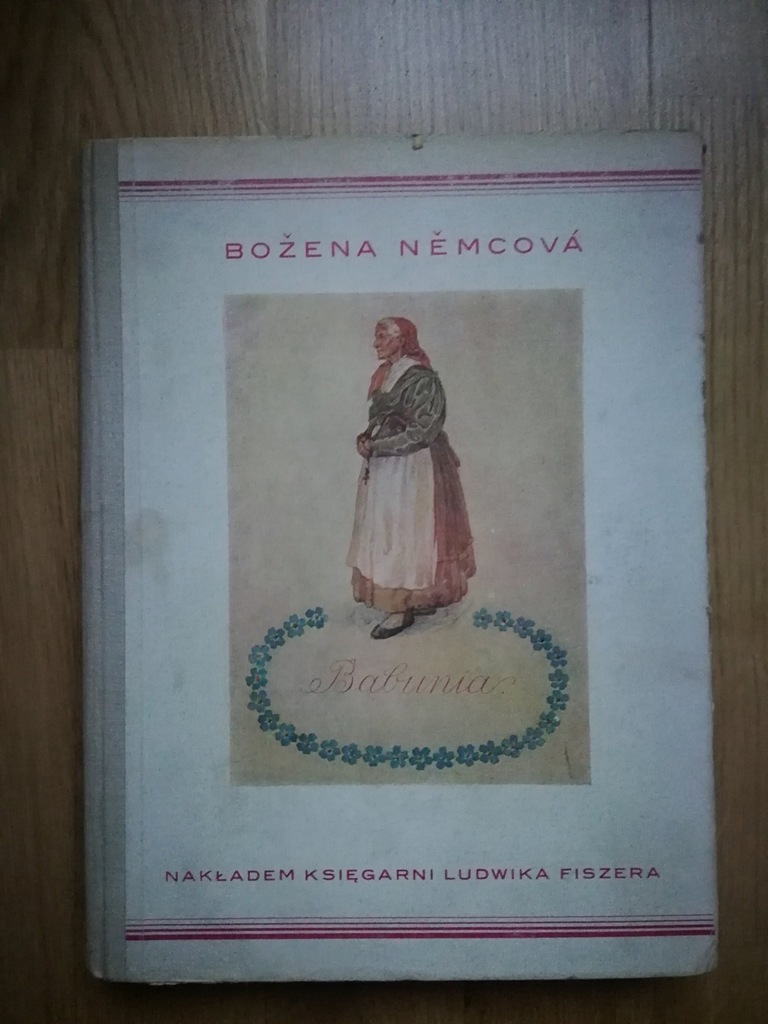 BOŽENA NĚMCOVÁ
Babunia
NAKŁADEM KSIĘGARNI LUDWIKA FISZERA